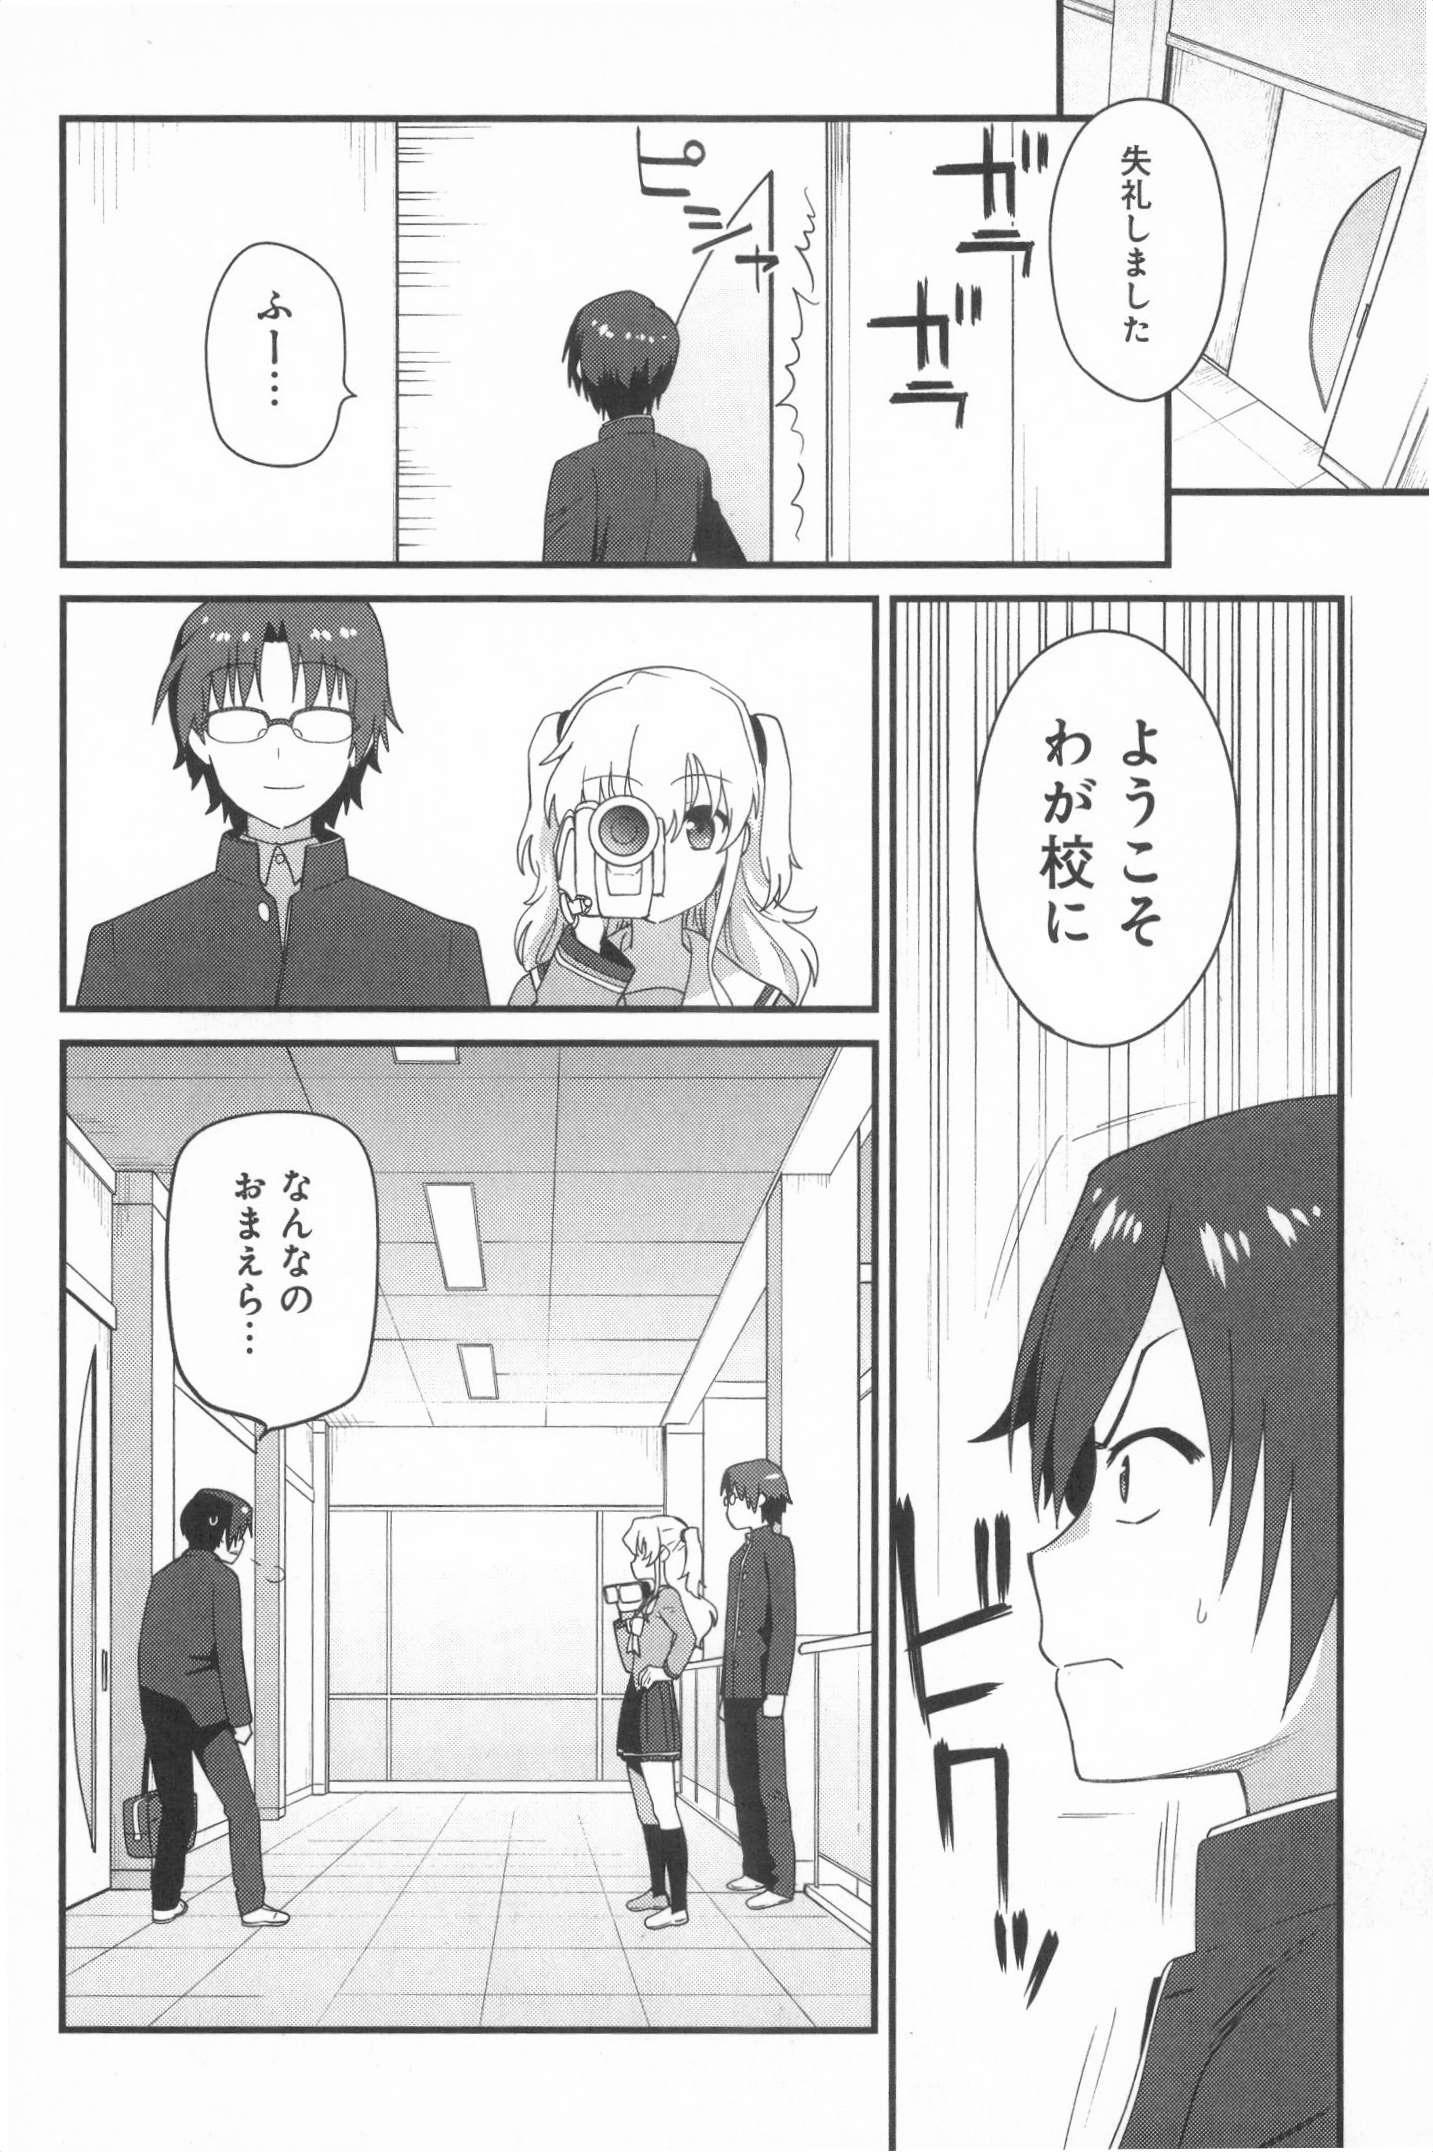 失礼しました
ガラ
ガラ
ピシャ
ふー……
ようこそ
わが校に
ビクッ
なんなの
おまえら…